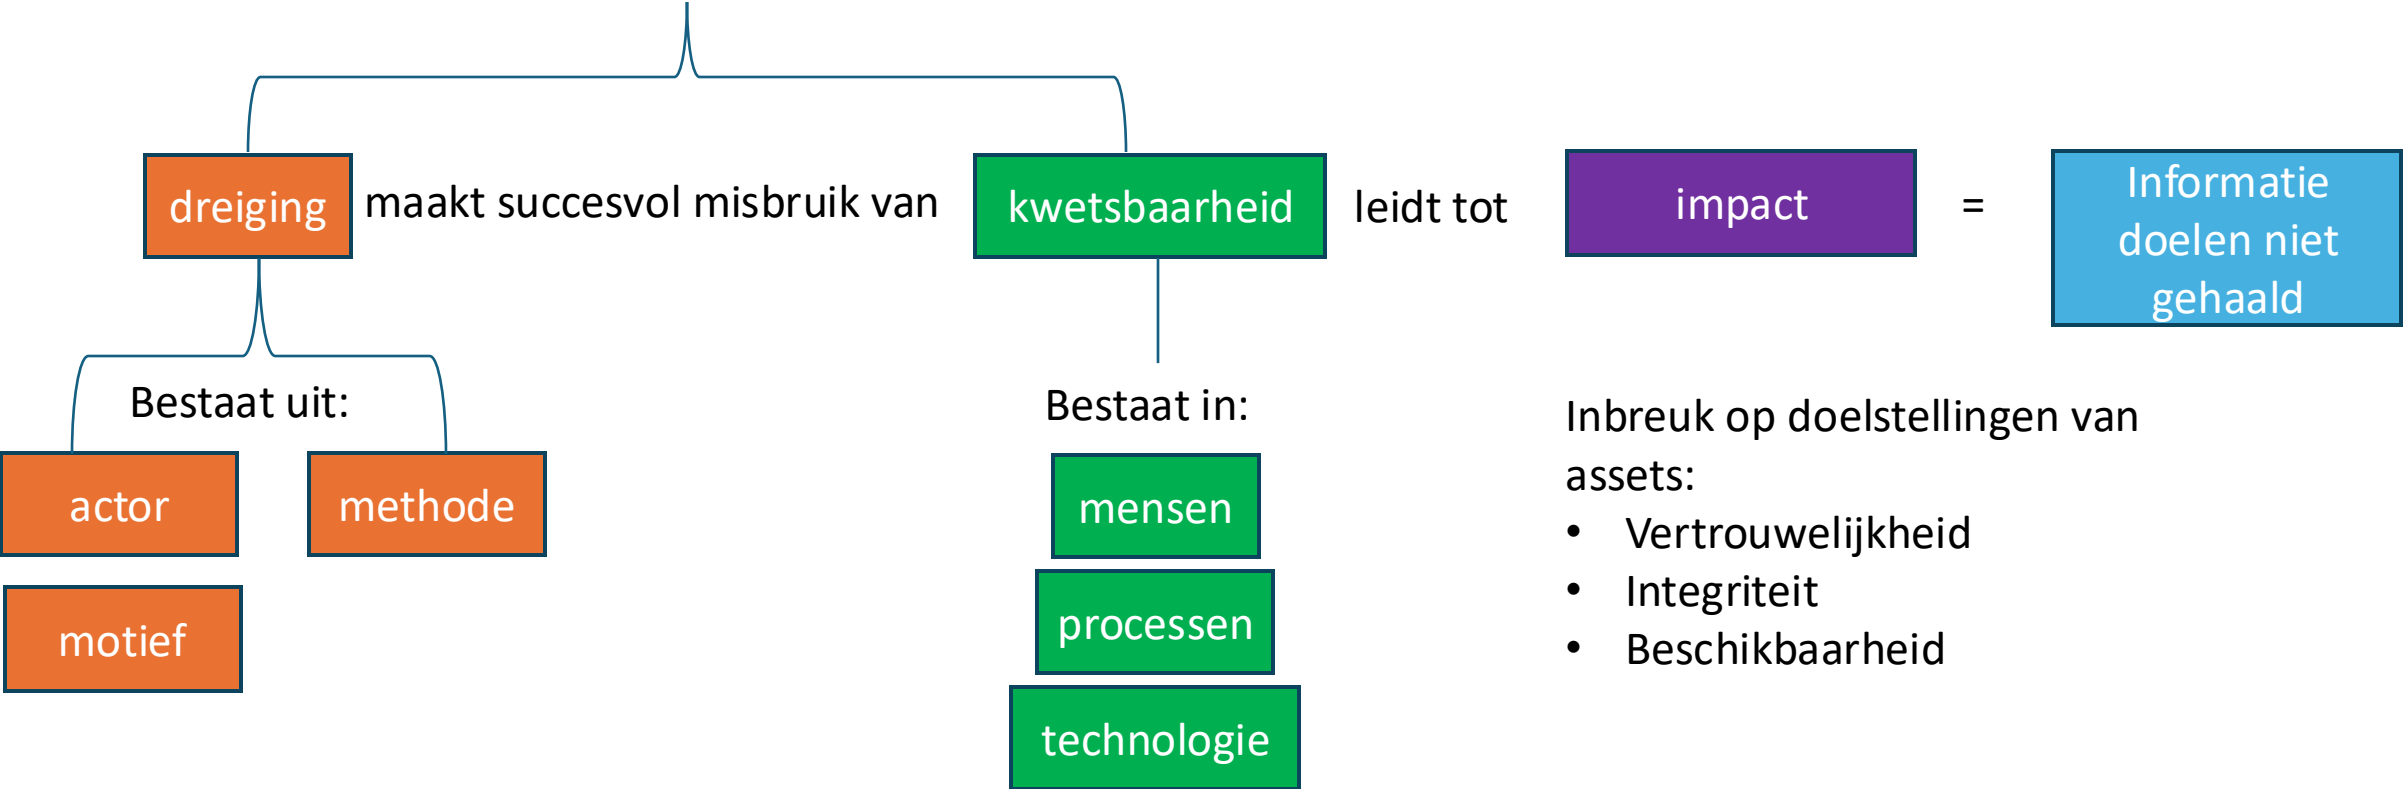 dreiging
maakt succesvol misbruik van
kwetsbaarheid
leidt tot
impact
=
Informatie
doelen niet
gehaald
Bestaat uit:
actor
methode
motief
Bestaat in:
mensen
processen
technologie
Inbreuk op doelstellingen van
assets:
• Vertrouwelijkheid
• Integriteit
• Beschikbaarheid